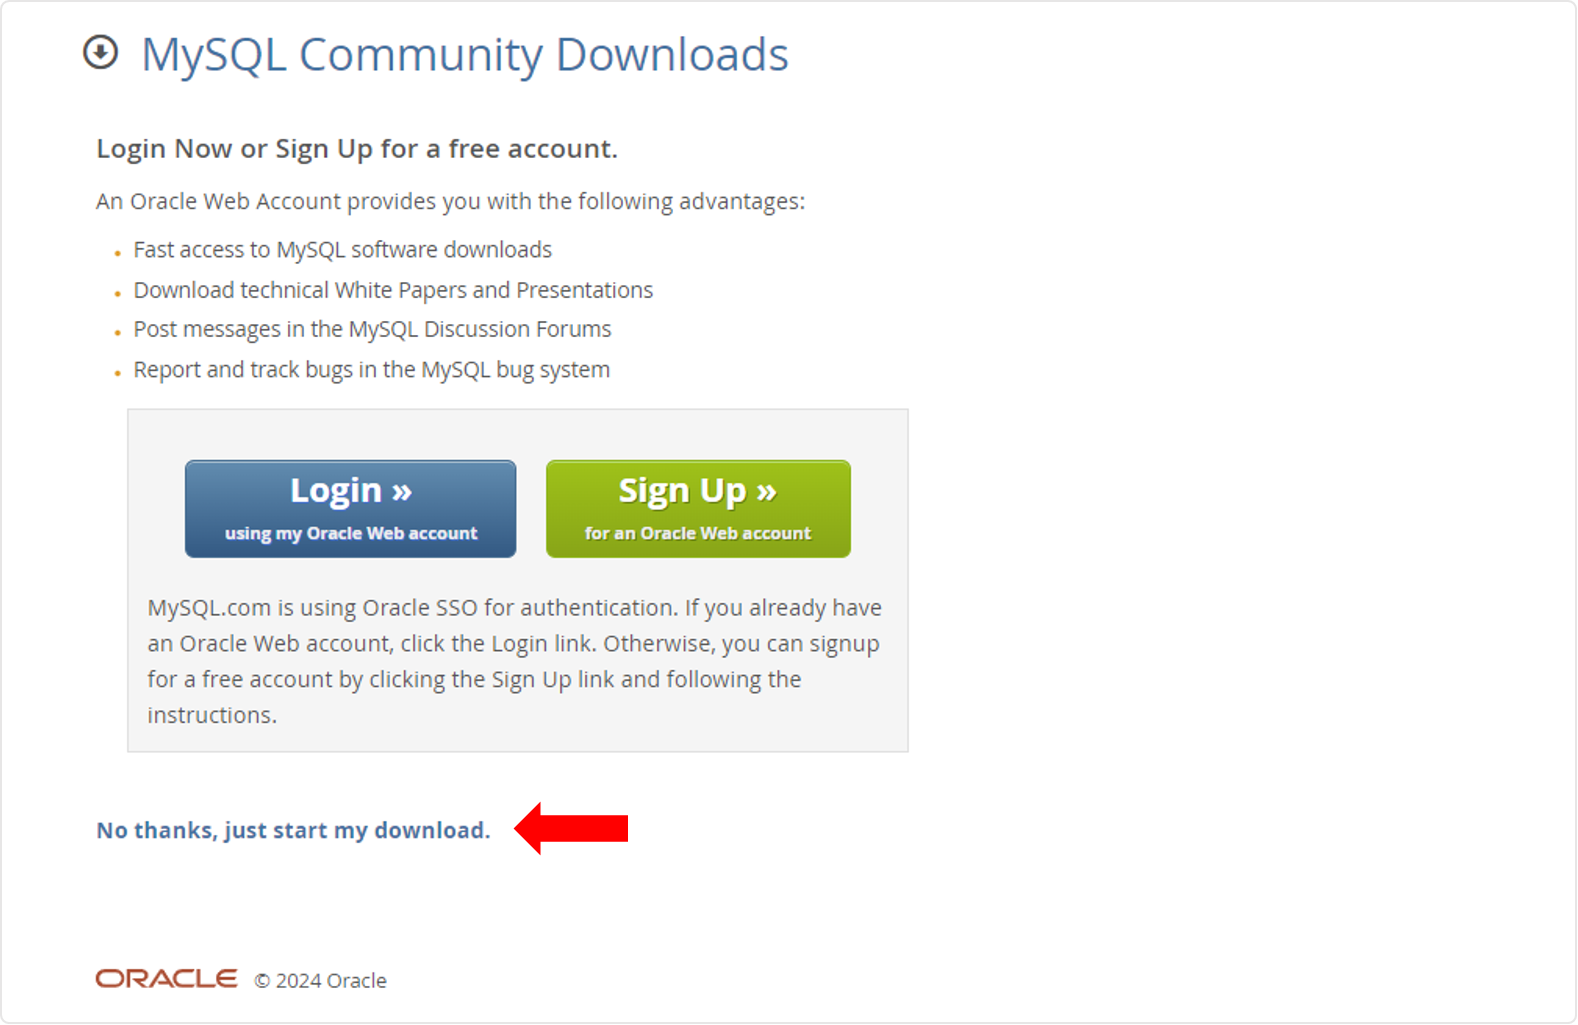 MySQL Community Downloads
Login Now or Sign Up for a free account.
An Oracle Web Account provides you with the following advantages:
Fast access to MySQL software downloads
Download technical White Papers and Presentations
Post messages in the MySQL Discussion Forums
Report and track bugs in the MySQL bug system
Login »
using my Oracle Web account
Sign Up »
for an Oracle Web account
MySQL.com is using Oracle SSO for authentication. If you already have
an Oracle Web account, click the Login link. Otherwise, you can signup
for a free account by clicking the Sign Up link and following the
instructions.
No thanks, just start my download.
ORACLE © 2024 Oracle